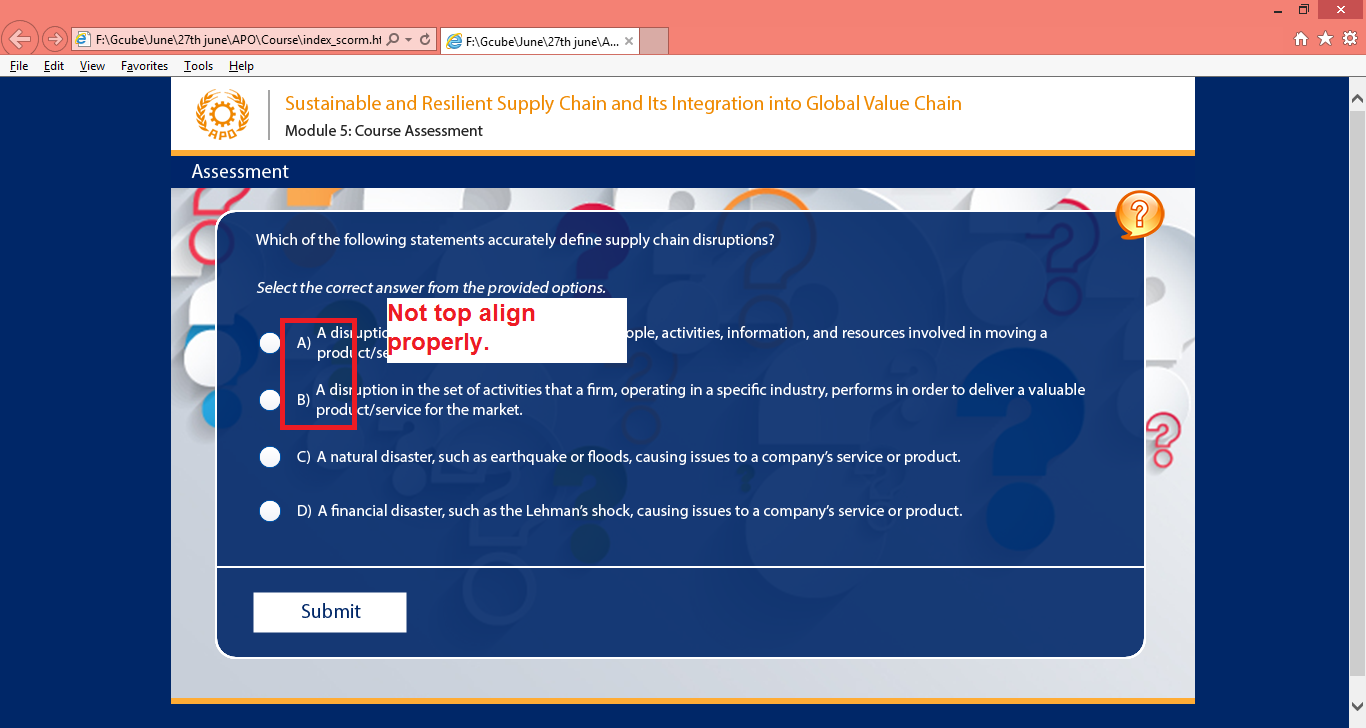 F:\Gcube\June\27th june\APO\Course\index_scorm.ht
F:\Gcube\June\27th june\A...
File Edit View Favorites Tools Help
APO
Sustainable and Resilient Supply Chain and Its Integration into Global Value Chain
Module 5: Course Assessment
Assessment
Which of the following statements accurately define supply chain disruptions?
Select the correct answer from the provided options.
Not top align
properly.
A) A disruptio ople, activities, information, and resources involved in moving a
product/se
B) A disruption in the set of activities that a firm, operating in a specific industry, performs in order to deliver a valuable
product/service for the market.
C) A natural disaster, such as earthquake or floods, causing issues to a company’s service or product.
D) A financial disaster, such as the Lehman’s shock, causing issues to a company’s service or product.
Submit